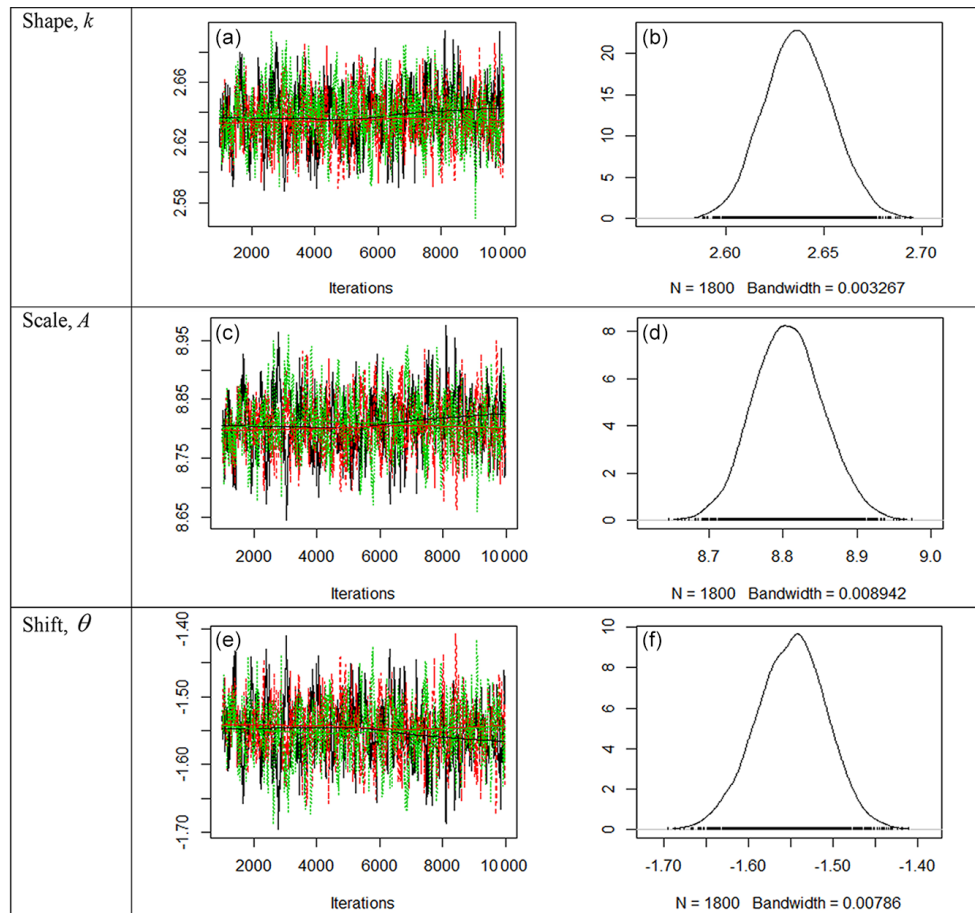 Shape, k
(a)
2.58 2.62 2.66
2000 4000 6000 8000 10 000
Iterations
(b)
0 5 10 15 20
2.60 2.65 2.70
N = 1800 Bandwidth = 0.003267
Scale, A
(c)
8.65 8.75 8.85 8.95
2000 4000 6000 8000 10 000
Iterations
(d)
0 2 4 6 8
8.7 8.8 8.9 9.0
N = 1800 Bandwidth = 0.008942
Shift, θ
(e)
-1.70 -1.60 -1.50 -1.40
2000 4000 6000 8000 10 000
Iterations
(f)
0 2 4 6 8 10
-1.70 -1.60 -1.50 -1.40
N = 1800 Bandwidth = 0.00786